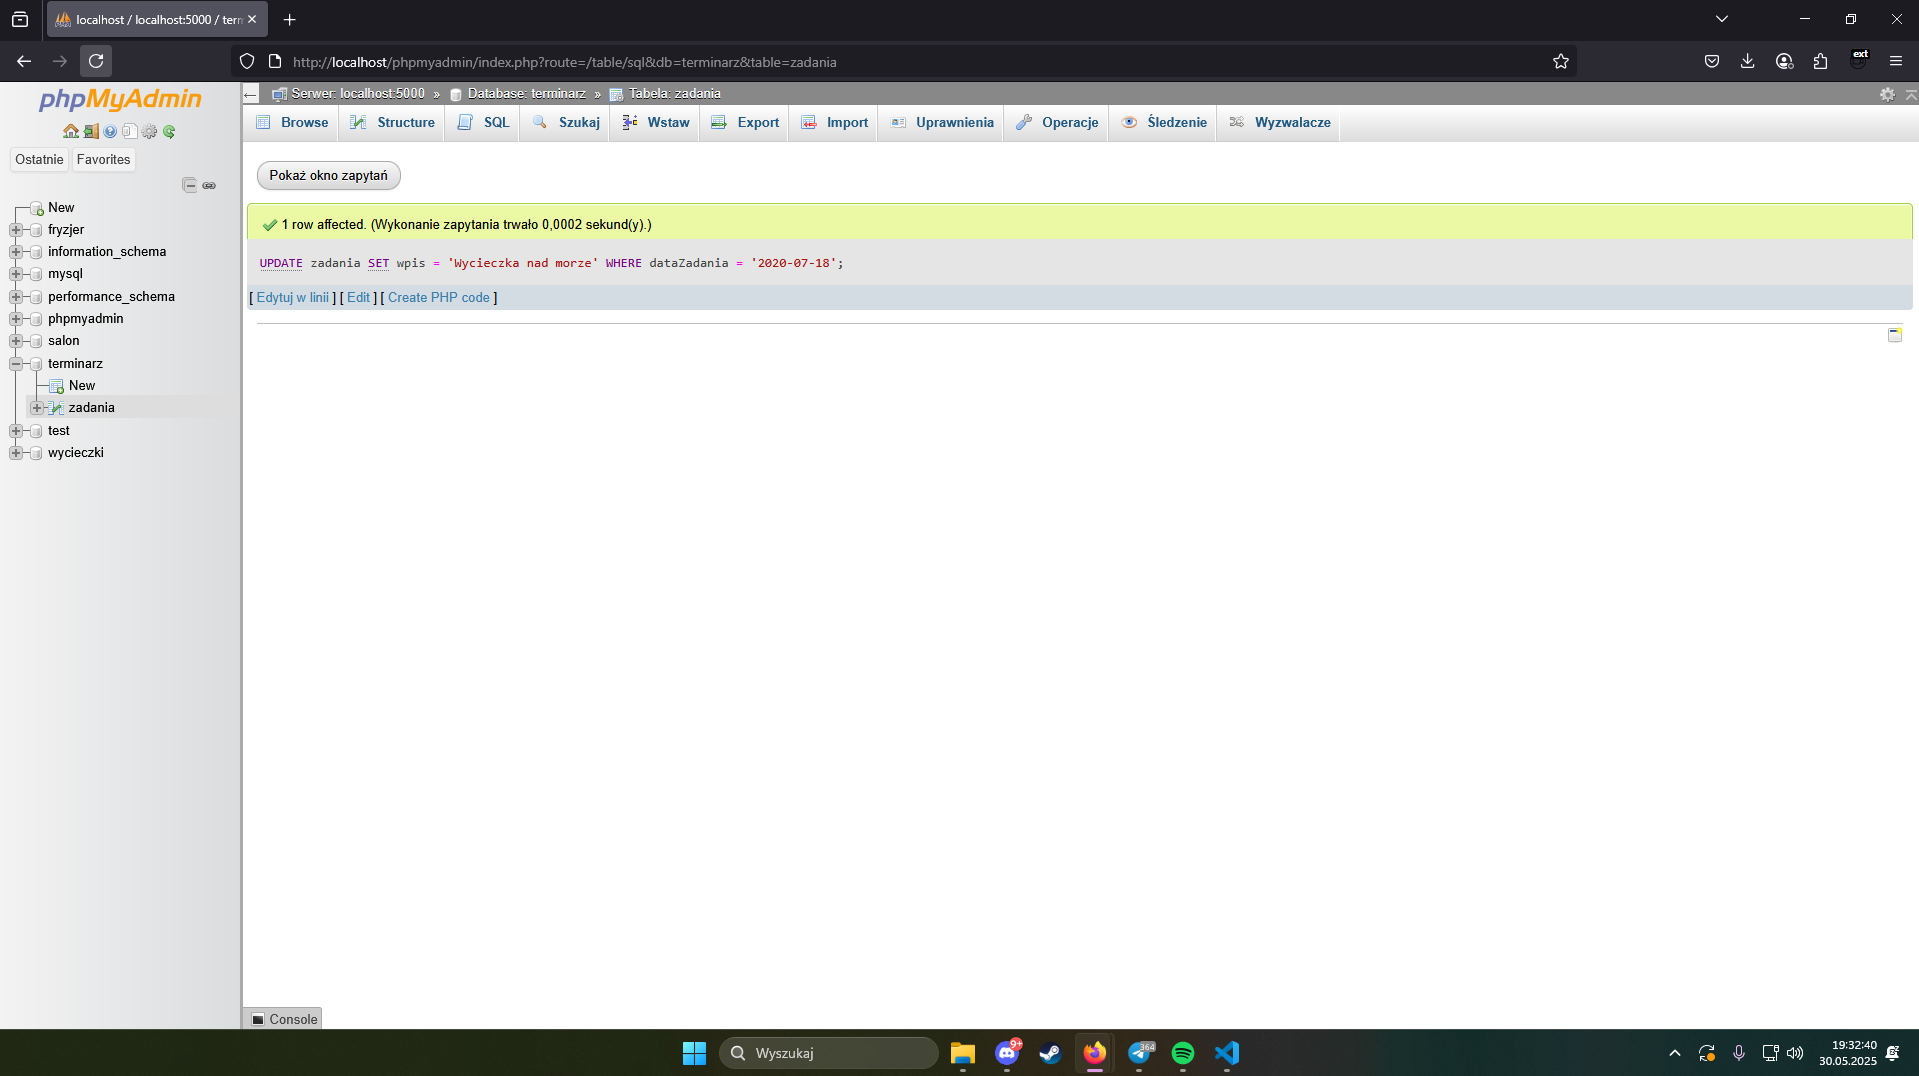 localhost / localhost:5000 / tern
http://localhost/phpmyadmin/index.php?route=/table/sql&db=terminarz&table=zadania
ext
phpMyAdmin
Ostatnie Favorites
New
fryzjer
information_schema
mysql
performance_schema
phpmyadmin
salon
terminarz
New
zadania
test
wycieczki
Serwer: localhost:5000 » Database: terminarz » Tabela: zadania
Browse Structure SQL Szukaj Wstaw Export Import Uprawnienia Operacje Śledzenie Wyzwalacze
Pokaż okno zapytań
1 row affected. (Wykonanie zapytania trwało 0,0002 sekund(y).)
UPDATE zadania SET wpis = 'Wycieczka nad morze' WHERE dataZadania = '2020-07-18';
[ Edytuj w linii ] [ Edit ] [ Create PHP code ]
Console
Wyszukaj
9+
364
19:32:40
30.05.2025